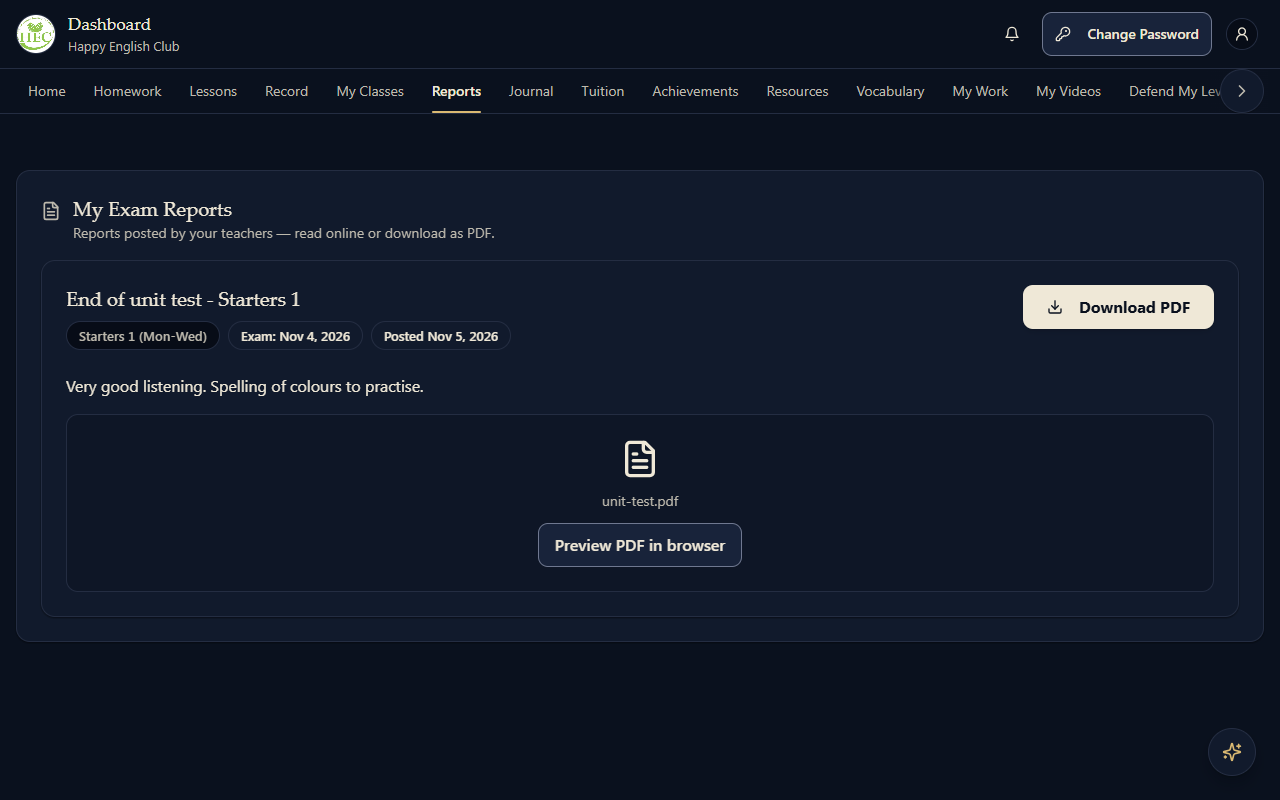 HEC
Dashboard
Happy English Club
Change Password
Home Homework Lessons Record My Classes Reports Journal Tuition Achievements Resources Vocabulary My Work My Videos Defend My Lev
My Exam Reports
Reports posted by your teachers — read online or download as PDF.
End of unit test - Starters 1
Download PDF
Starters 1 (Mon-Wed) Exam: Nov 4, 2026 Posted Nov 5, 2026
Very good listening. Spelling of colours to practise.
unit-test.pdf
Preview PDF in browser